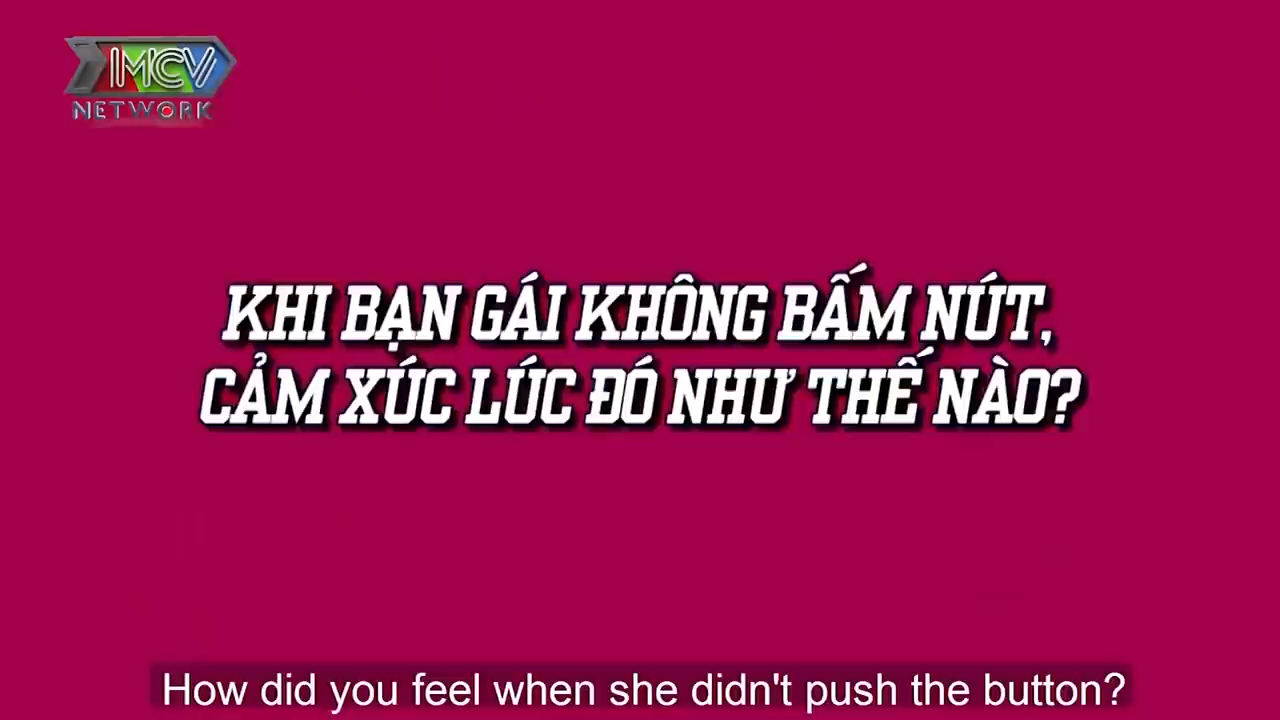 MCV
NETWORK
KHI BẠN GÁI KHÔNG BẤM NÚT,
CẢM XÚC LÚC ĐÓ NHƯ THẾ NÀO?
How did you feel when she didn't push the button?